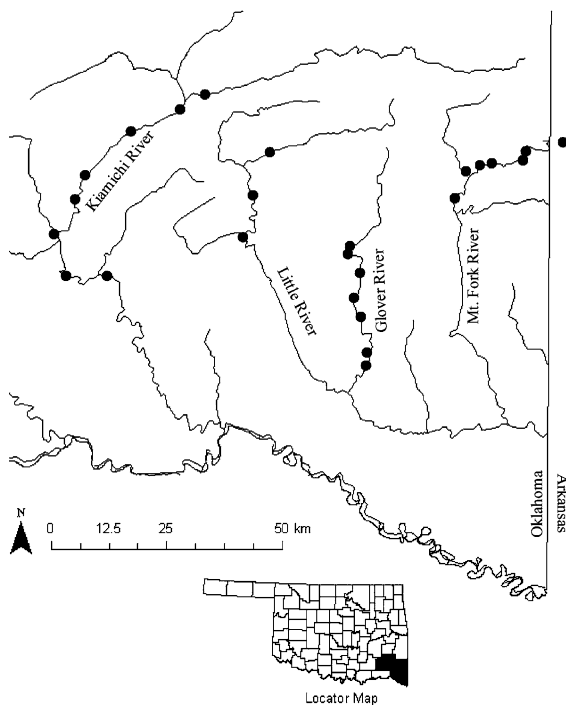 Kiamichi River
Little River
Glover River
Mt. Fork River
Oklahoma
Arkansas
N
0 12.5 25 50 km
Locator Map